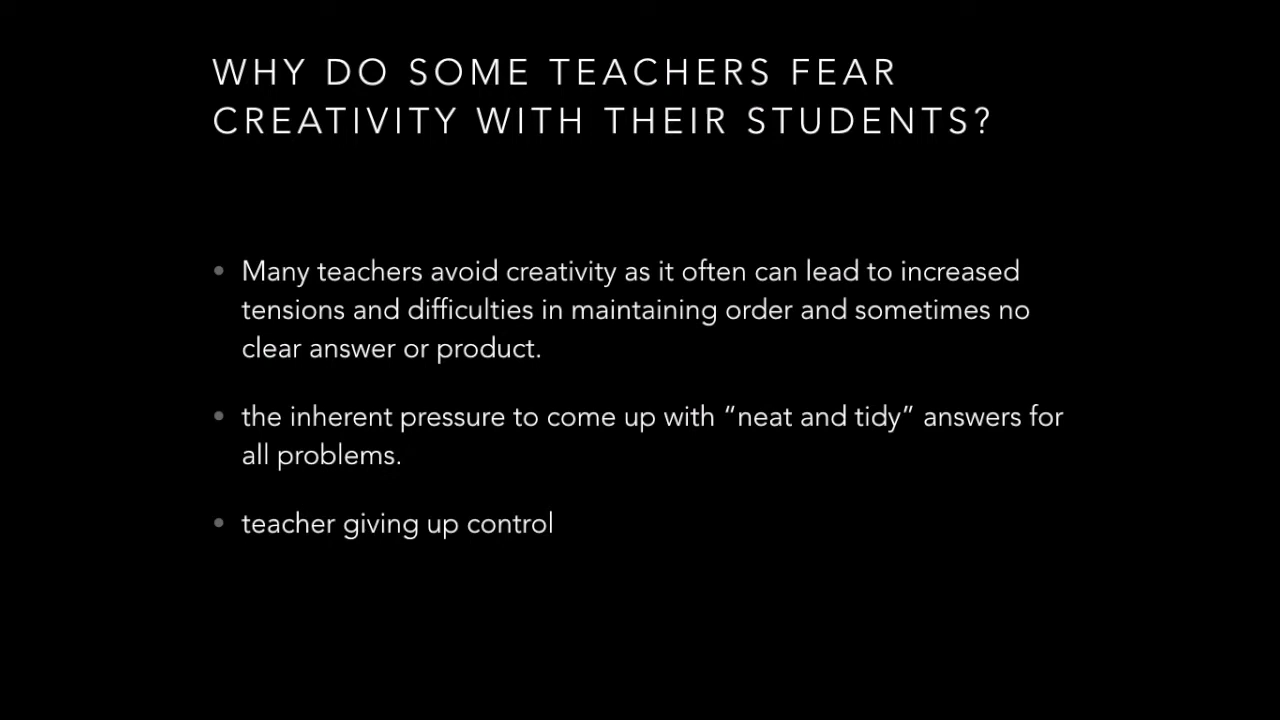 WHY DO SOME TEACHERS FEAR
CREATIVITY WITH THEIR STUDENTS?
• Many teachers avoid creativity as it often can lead to increased
tensions and difficulties in maintaining order and sometimes no
clear answer or product.
• the inherent pressure to come up with “neat and tidy” answers for
all problems.
• teacher giving up control